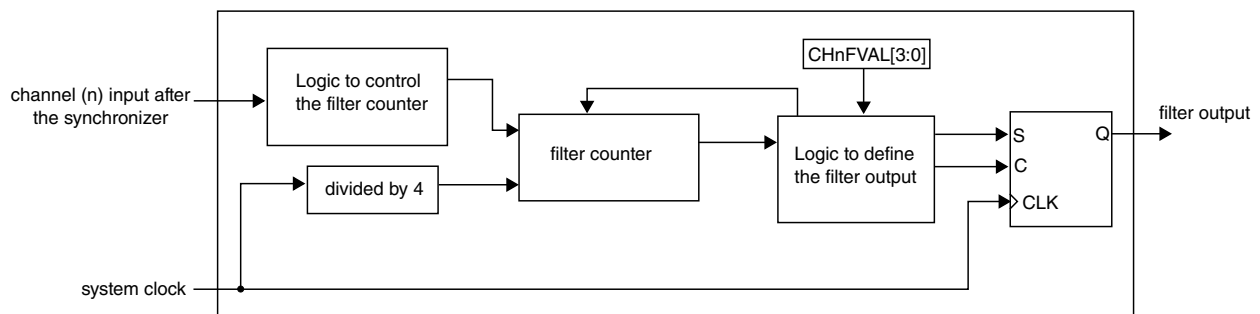 channel (n) input after
the synchronizer
Logic to control
the filter counter
divided by 4
filter counter
CHnFVAL[3:0]
Logic to define
the filter output
S
C
CLK
Q
filter output
system clock